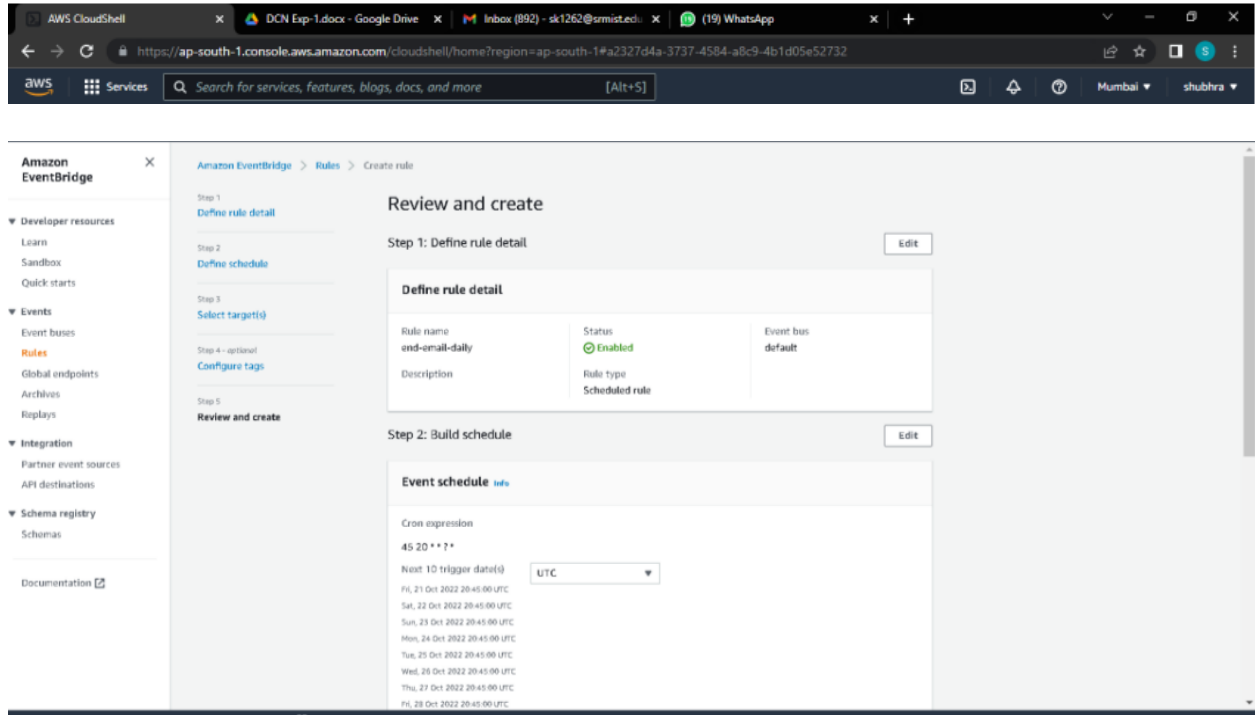 AWS CloudShell
DCN Exp-1.docx - Google Drive
Inbox (892) - sk1262@srmist.edu
(19) WhatsApp
https://ap-south-1.console.aws.amazon.com/cloudshell/home?region=ap-south-1#a2327d4a-3737-4584-a8c9-4b1d05e52732
S
aws
Services
Search for services, features, blogs, docs, and more
[Alt+S]
Mumbai
shubhra
Amazon
EventBridge
Developer resources
Learn
Sandbox
Quick starts
Events
Event buses
Rules
Global endpoints
Archives
Replays
Integration
Partner event sources
API destinations
Schema registry
Schemas
Documentation
Amazon EventBridge > Rules > Create rule
Step 1
Define rule detail
Step 2
Define schedule
Step 3
Select target(s)
Step 4 - optional
Configure tags
Step 5
Review and create
Review and create
Step 1: Define rule detail
Edit
Define rule detail
Rule name
end-email-daily
Status
Enabled
Event bus
default
Description
Rule type
Scheduled rule
Step 2: Build schedule
Edit
Event schedule Info
Cron expression
45 20 * * ? *
Next 10 trigger date(s)
UTC
Fri, 21 Oct 2022 20:45:00 UTC
Sat, 22 Oct 2022 20:45:00 UTC
Sun, 23 Oct 2022 20:45:00 UTC
Mon, 24 Oct 2022 20:45:00 UTC
Tue, 25 Oct 2022 20:45:00 UTC
Wed, 26 Oct 2022 20:45:00 UTC
Thu, 27 Oct 2022 20:45:00 UTC
Fri, 28 Oct 2022 20:45:00 UTC